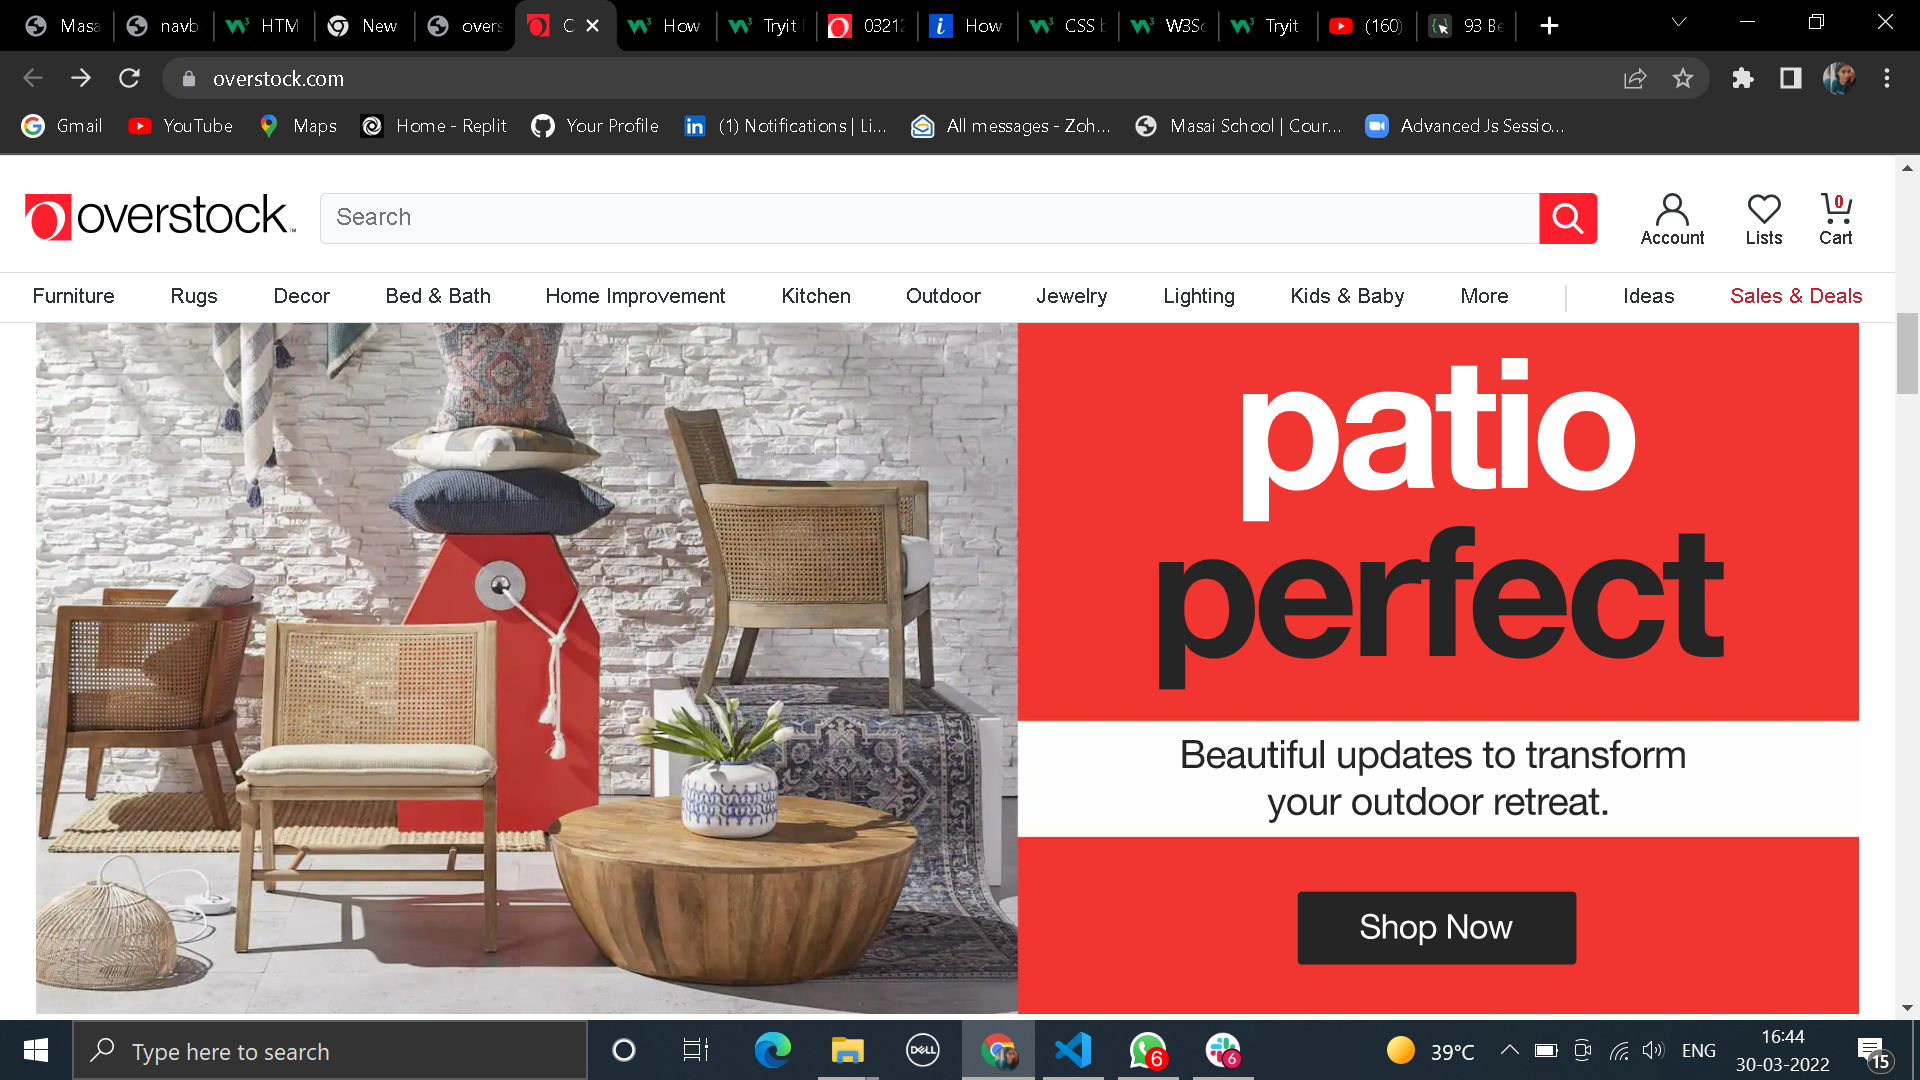 Masa
navb
HTM
New
overs
C
How
Tryit
03212
How
CSS b
W3Sc
Tryit
(160)
93 Be
overstock.com
Gmail
YouTube
Maps
Home - Replit
Your Profile
(1) Notifications | Li...
All messages - Zoh...
Masai School | Cour...
Advanced Js Sessio...
overstock™
Search
Account
Lists
0
Cart
Furniture
Rugs
Decor
Bed & Bath
Home Improvement
Kitchen
Outdoor
Jewelry
Lighting
Kids & Baby
More
Ideas
Sales & Deals
patio
perfect
Beautiful updates to transform
your outdoor retreat.
Shop Now
Type here to search
DELL
6
6
39°C
ENG
16:44
30-03-2022
15